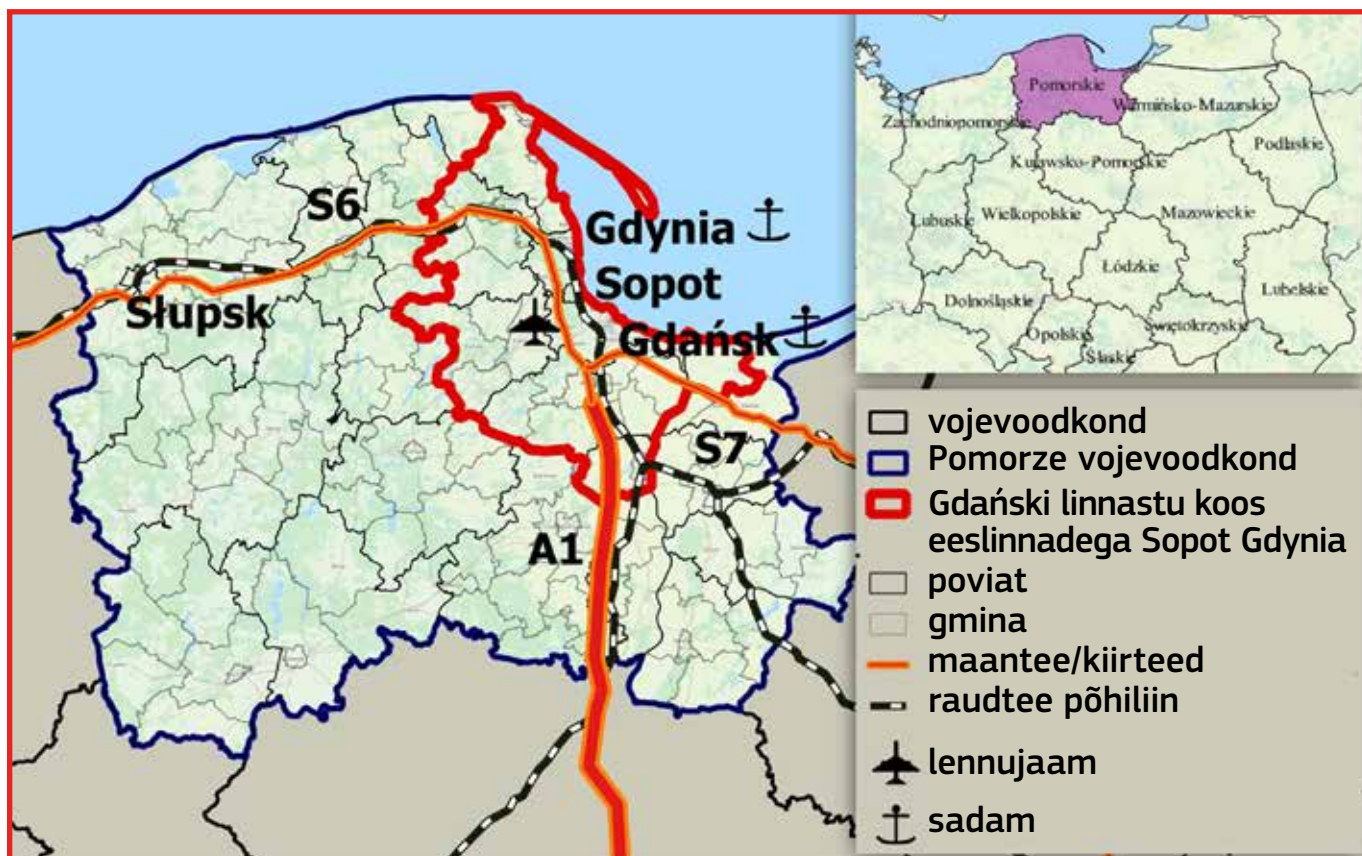 S6
Słupsk
Gdynia
Sopot
Gdańsk
S7
A1
Pomorskie
Zachodniopomorskie
Warmińsko-Mazurskie
Podlaskie
Kujawsko-Pomorskie
Lubuskie
Wielkopolskie
Mazowieckie
Łódzkie
Dolnośląskie
Lubelskie
Opolskie
Świętokrzyskie
Śląskie
vojevoodkond
Pomorze vojevoodkond
Gdański linnastu koos
eeslinnadega Sopot Gdynia
poviat
gmina
maantee/kiirteed
raudtee põhiliin
lennujaam
sadam